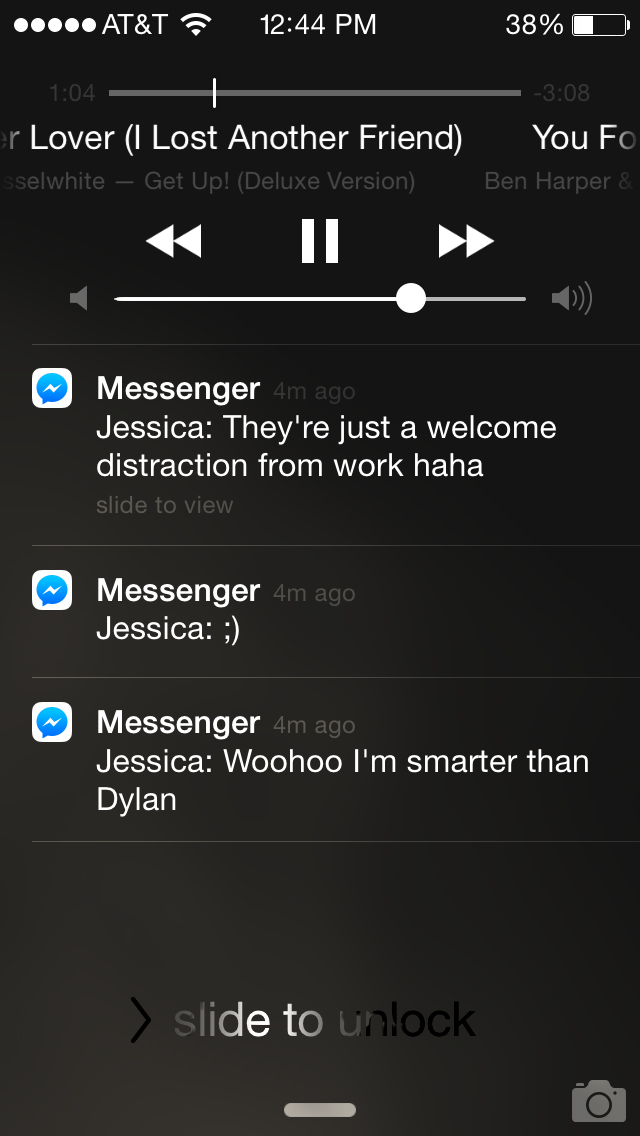 AT&T 12:44 PM 38%
1:04 -3:08
er Lover (I Lost Another Friend) You Fo
sselwhite — Get Up! (Deluxe Version) Ben Harper &
Messenger 4m ago
Jessica: They're just a welcome
distraction from work haha
slide to view
Messenger 4m ago
Jessica: ;)
Messenger 4m ago
Jessica: Woohoo I'm smarter than
Dylan
slide to unlock